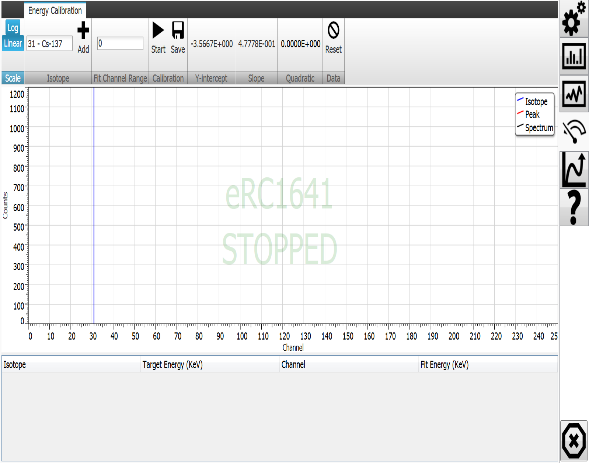 Energy Calibration
Log
Linear
31 - Cs-137
Add
0
Start
Save
-3.5667E+000
4.7778E-001
0.0000E+000
Reset
Scale
Isotope
Fit Channel Range
Calibration
Y-intercept
Slope
Quadratic
Data
1200
1100
1000
900
800
700
600
500
400
300
200
100
0
Counts
Isotope
Peak
Spectrum
eRC1641
STOPPED
0 10 20 30 40 50 60 70 80 90 100 110 120 130 140 150 160 170 180 190 200 210 220 230 240 25
Channel
Isotope
Target Energy (KeV)
Channel
Fit Energy (KeV)
?